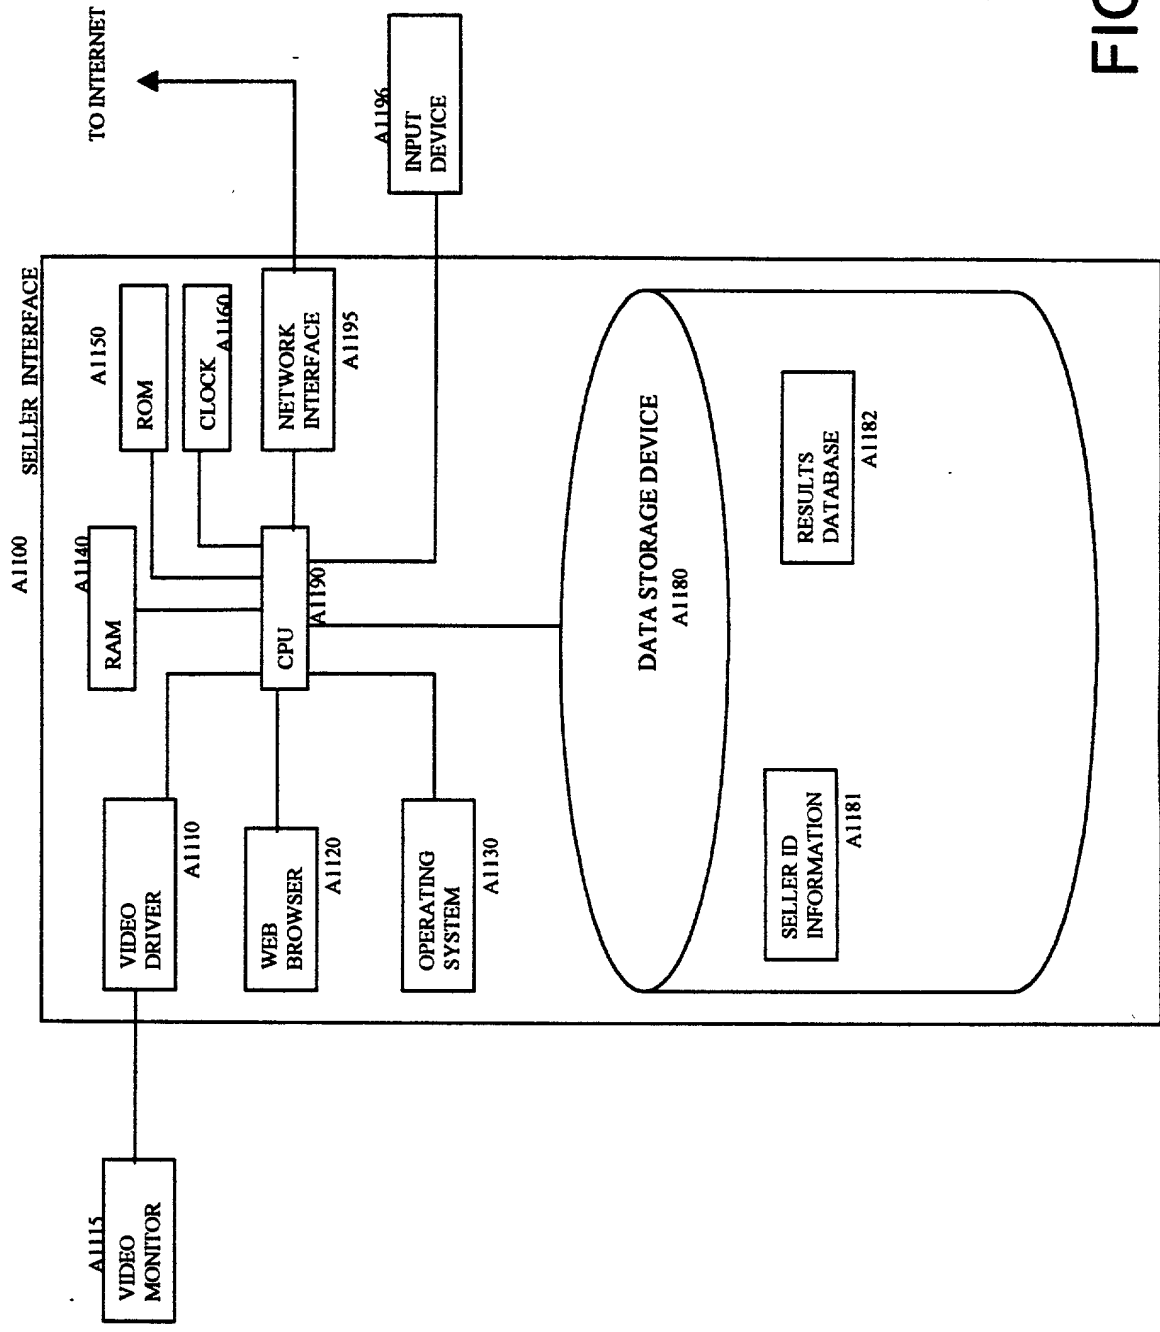 A1100 SELLER INTERFACE
TO INTERNET
A1115
VIDEO
MONITOR
VIDEO
DRIVER
A1110
RAM
A1140
ROM
A1150
CLOCK
A1160
WEB
BROWSER
A1120
CPU
A1190
NETWORK
INTERFACE
A1195
A1196
INPUT
DEVICE
OPERATING
SYSTEM
A1130
DATA STORAGE DEVICE
A1180
SELLER ID
INFORMATION
A1181
RESULTS
DATABASE
A1182